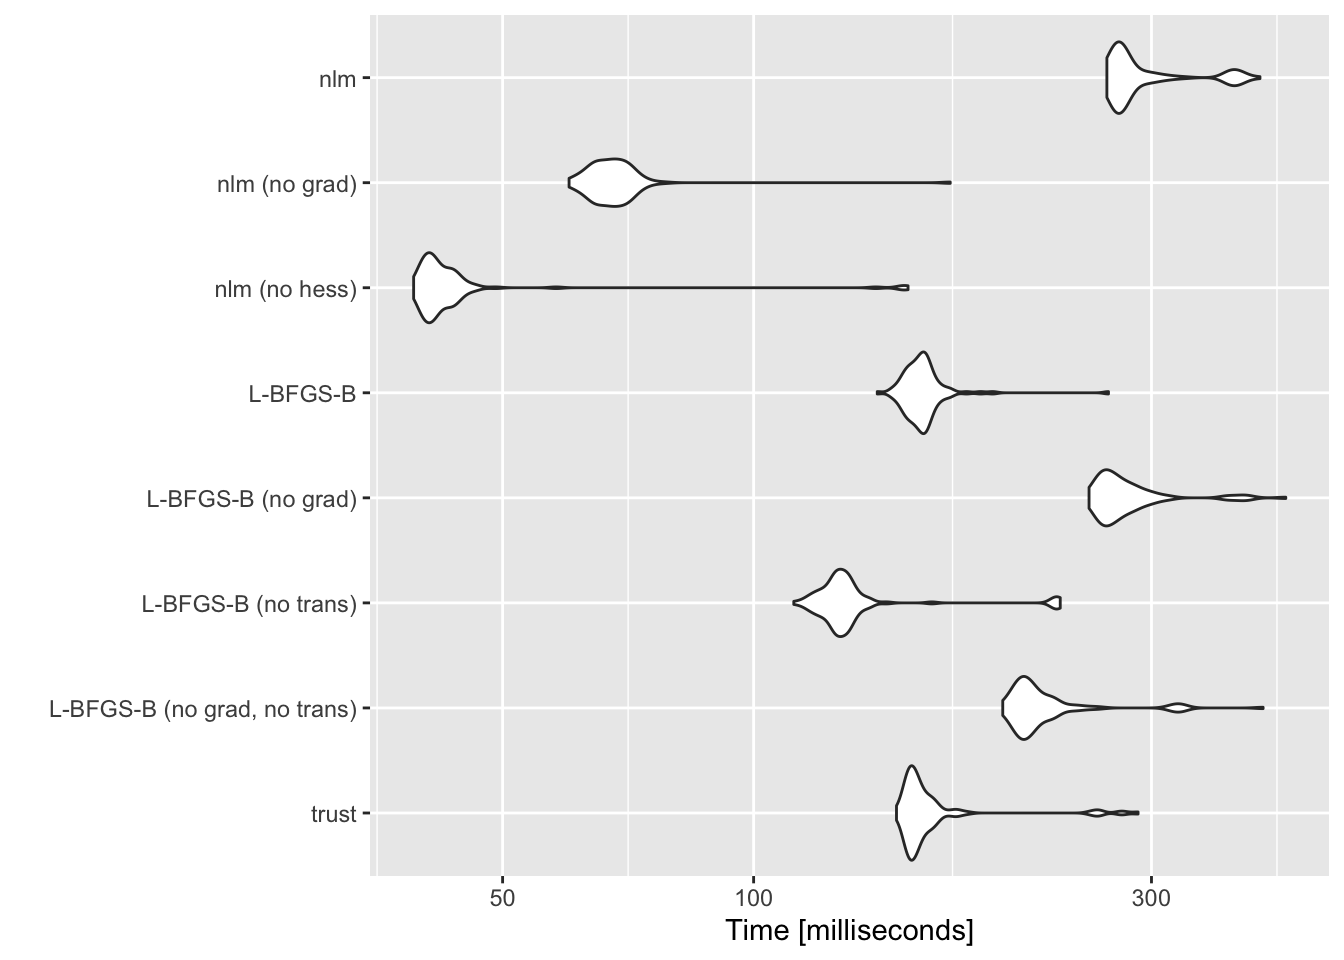 nlm
nlm (no grad)
nlm (no hess)
L-BFGS-B
L-BFGS-B (no grad)
L-BFGS-B (no trans)
L-BFGS-B (no grad, no trans)
trust
50 100 300
Time [milliseconds]